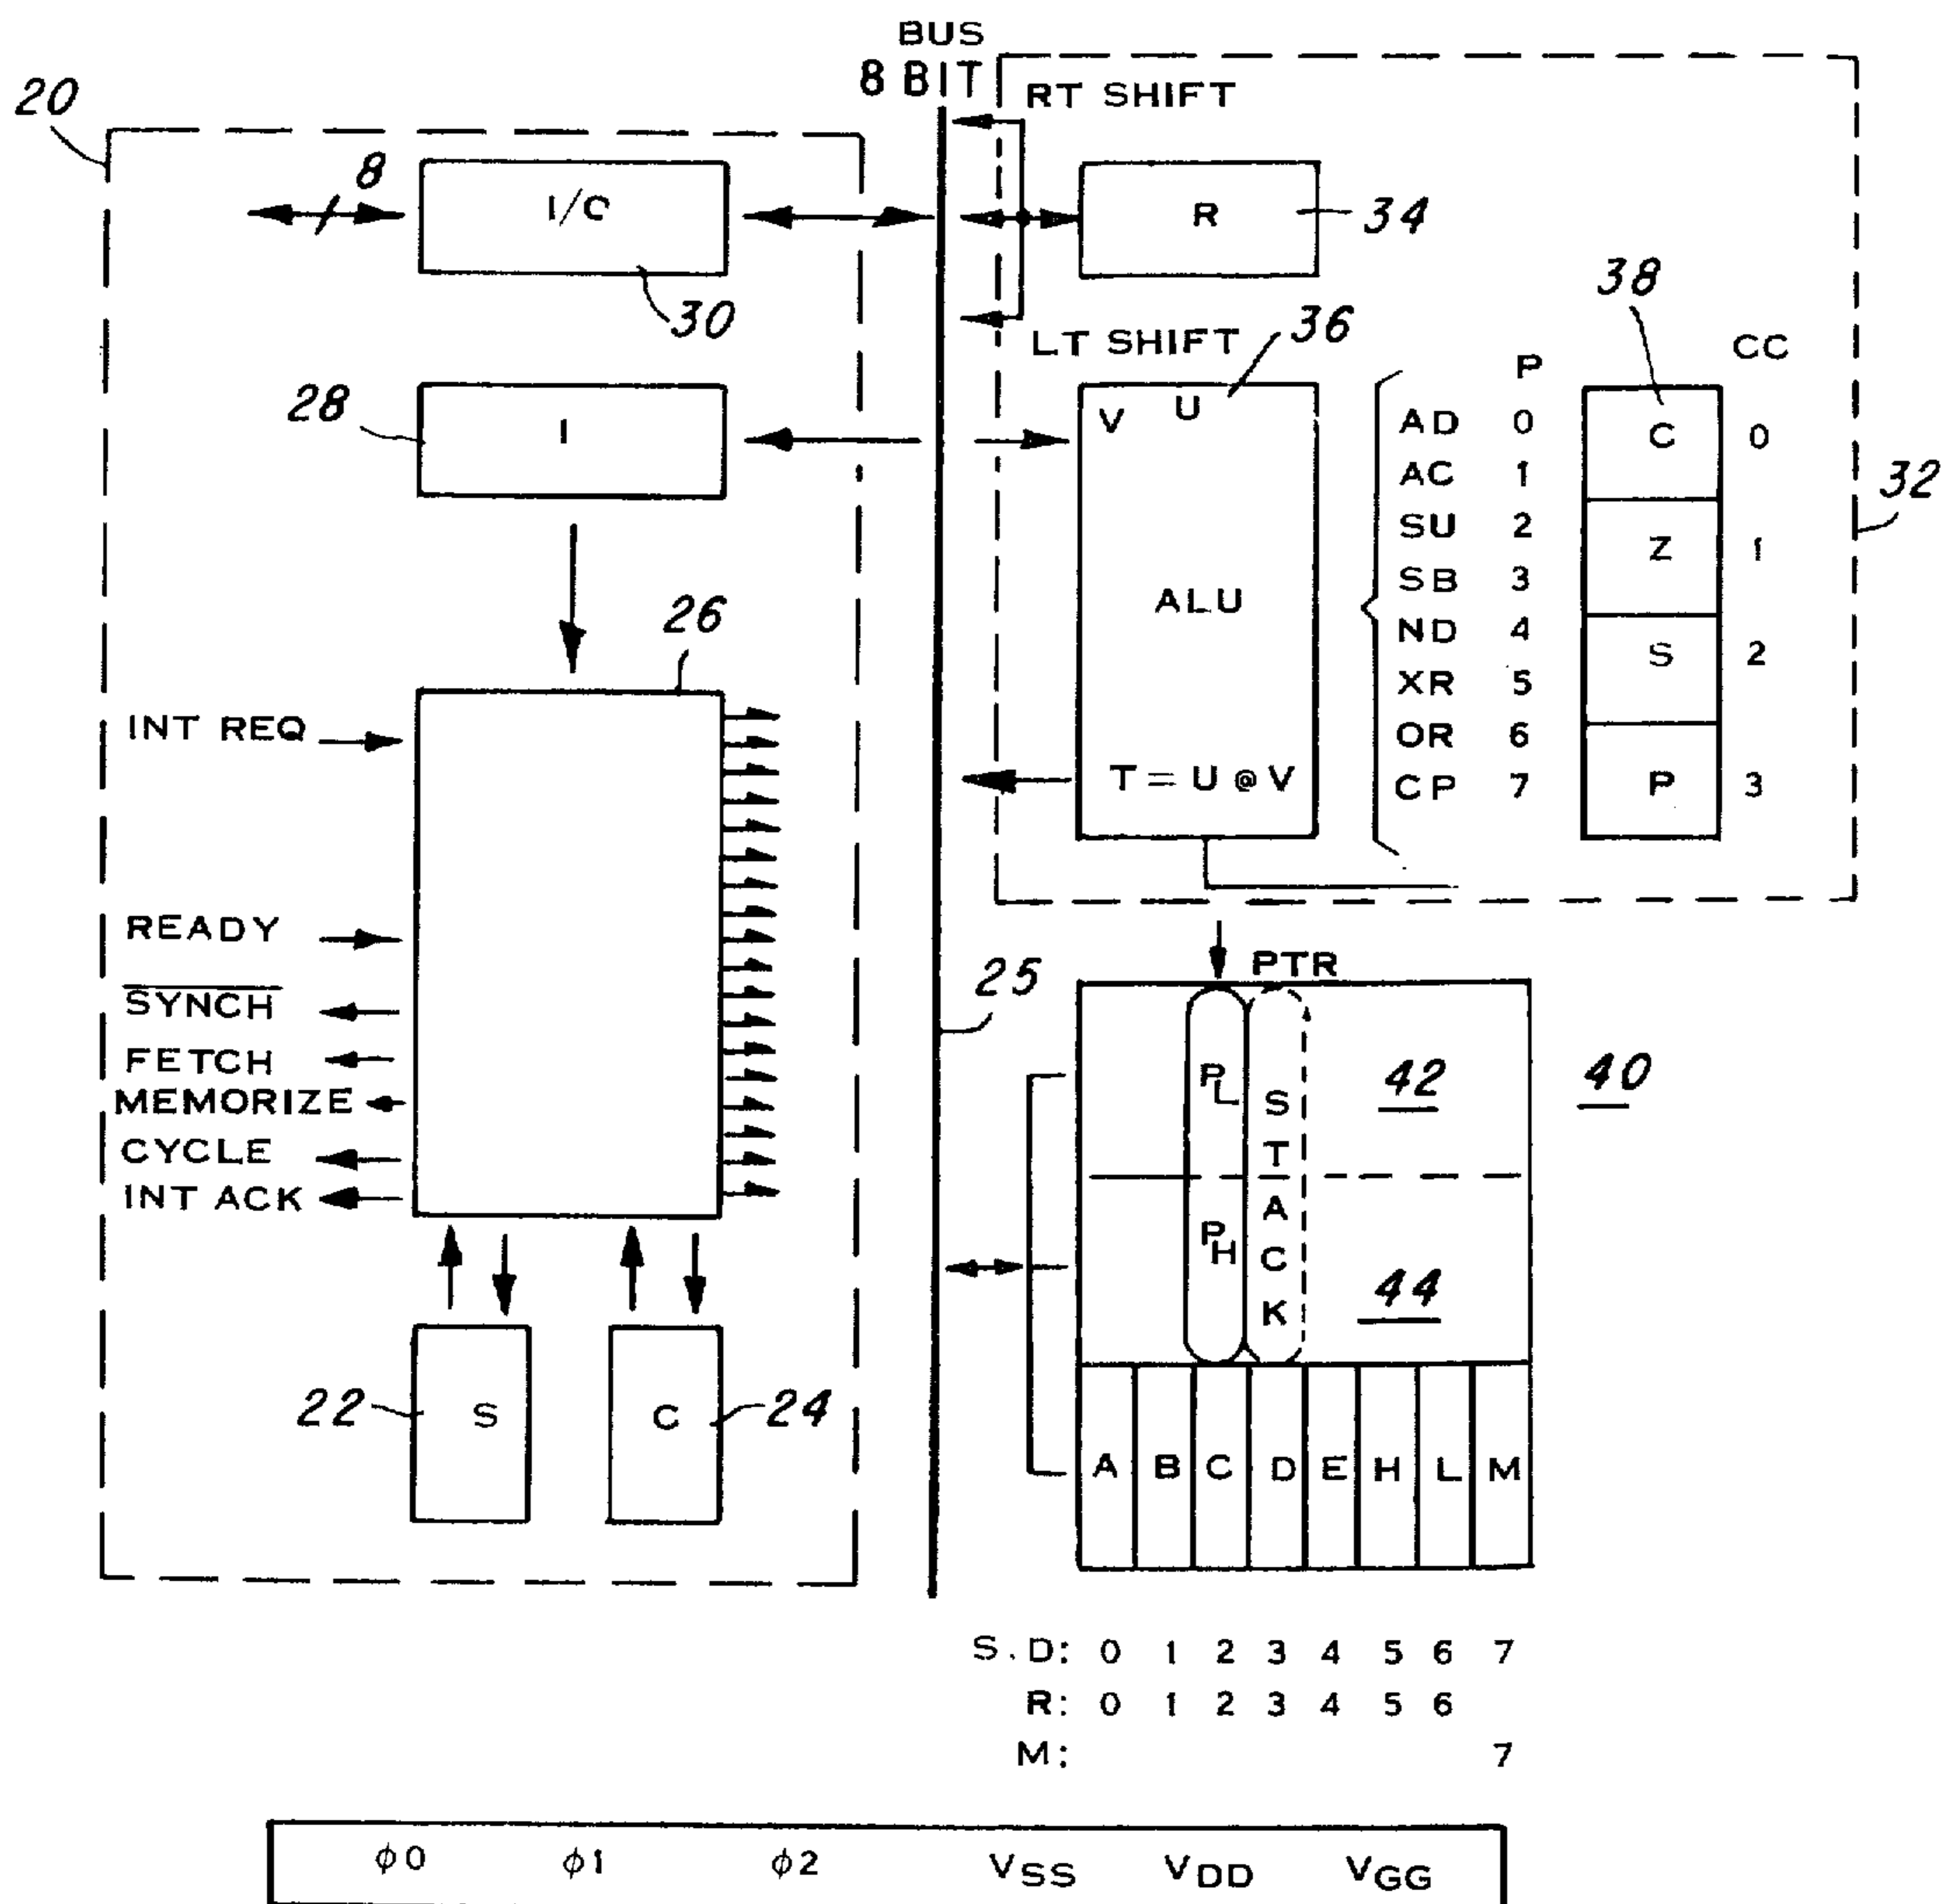 BUS
8 BIT
20
8
I/O
30
28
I
26
INT REQ
READY
SYNCH
FETCH
MEMORIZE
CYCLE
INT ACK
22
S
C
24
25
RT SHIFT
R
34
LT SHIFT
36
V U
ALU
T = U @ V
P
AD 0
AC 1
SU 2
SB 3
ND 4
XR 5
OR 6
CP 7
38
CC
C 0
Z 1
S 2
P 3
32
PTR
PL
PH
STACK
42
44
40
A B C D E H L M
S.D: 0 1 2 3 4 5 6 7
R: 0 1 2 3 4 5 6
M: 7
φ0 φ1 φ2 VSS VDD VGG